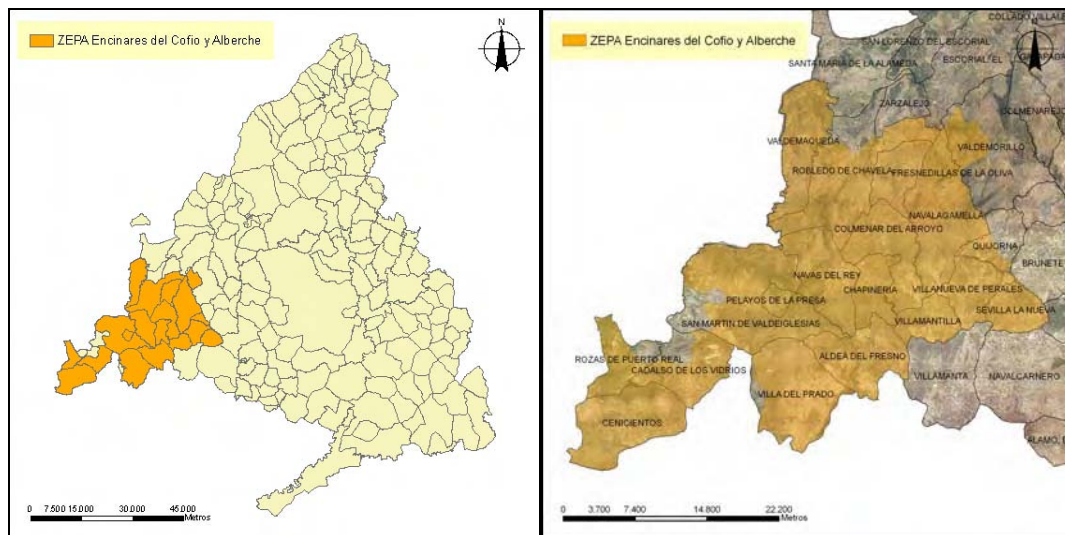 ZEPA Encinares del Cofio y Alberche
N
0 7.500 15.000 30.000 45.000
Metros
ZEPA Encinares del Cofio y Alberche
N
COLLADO VILLAL
SAN LORENZO DEL ESCORIAL
SANTA MARIA DE LA ALAMEDA
ESCORIAL, EL
GALAPAGA
ZARZALEJO
COLMENAREJO
VALDEMAQUEDA
VALDEMORILLO
ROBLEDO DE CHAVELA
FRESNEDILLAS DE LA OLIVA
NAVALAGAMELLA
COLMENAR DEL ARROYO
QUIJORNA
BRUNETE
NAVAS DEL REY
CHAPINERIA
VILLANUEVA DE PERALES
PELAYOS DE LA PRESA
SEVILLA LA NUEVA
SAN MARTIN DE VALDEIGLESIAS
VILLAMANTILLA
ROZAS DE PUERTO REAL
ALDEA DEL FRESNO
CADALSO DE LOS VIDRIOS
VILLAMANTA
NAVALCARNERO
VILLA DEL PRADO
CENICIENTOS
ALAMO,
0 3.700 7.400 14.800 22.200
Metros